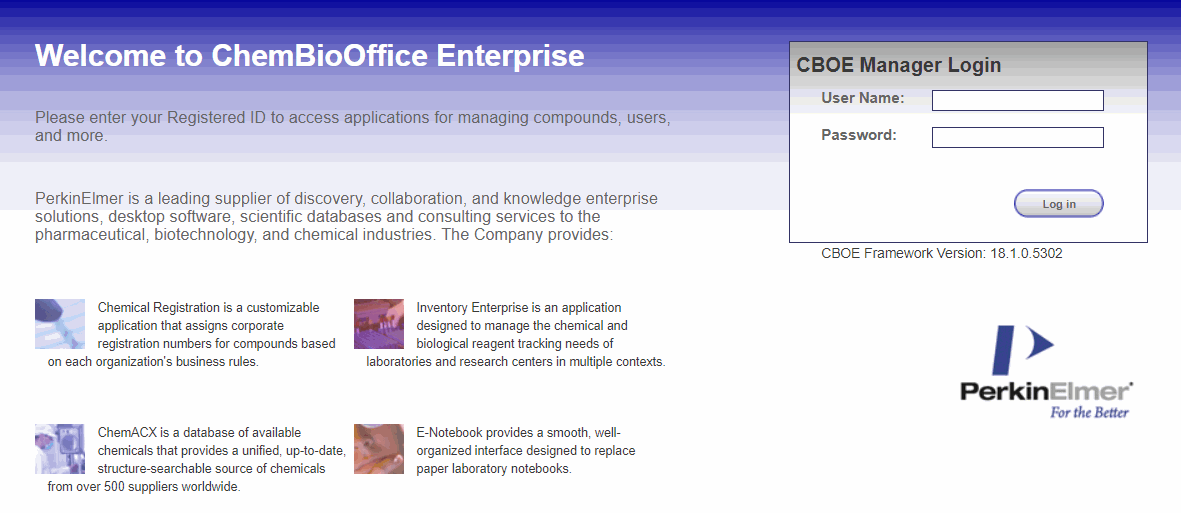 Welcome to ChemBioOffice Enterprise
Please enter your Registered ID to access applications for managing compounds, users,
and more.
PerkinElmer is a leading supplier of discovery, collaboration, and knowledge enterprise
solutions, desktop software, scientific databases and consulting services to the
pharmaceutical, biotechnology, and chemical industries. The Company provides:
Chemical Registration is a customizable
application that assigns corporate
registration numbers for compounds based
on each organization's business rules.
Inventory Enterprise is an application
designed to manage the chemical and
biological reagent tracking needs of
laboratories and research centers in multiple contexts.
ChemACX is a database of available
chemicals that provides a unified, up-to-date,
structure-searchable source of chemicals
from over 500 suppliers worldwide.
E-Notebook provides a smooth, well-
organized interface designed to replace
paper laboratory notebooks.
CBOE Manager Login
User Name:
Password:
Log in
CBOE Framework Version: 18.1.0.5302
PerkinElmer
For the Better